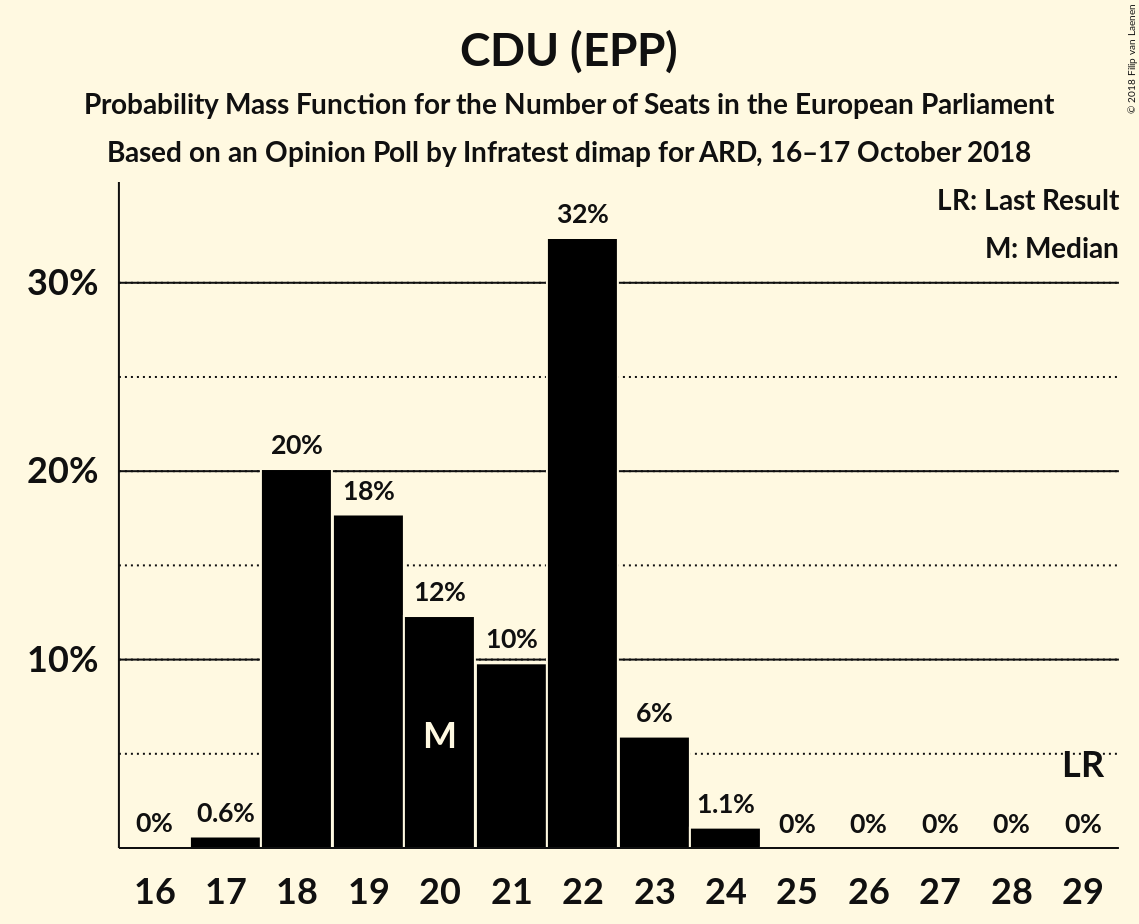 CDU (EPP)
Probability Mass Function for the Number of Seats in the European Parliament
Based on an Opinion Poll by Infratest dimap for ARD, 16–17 October 2018
© 2018 Filip van Laenen
LR: Last Result
M: Median
30%
20%
10%
0%
0.6%
20%
18%
12%
10%
32%
6%
1.1%
0%
0%
0%
0%
0%
M
LR
16 17 18 19 20 21 22 23 24 25 26 27 28 29